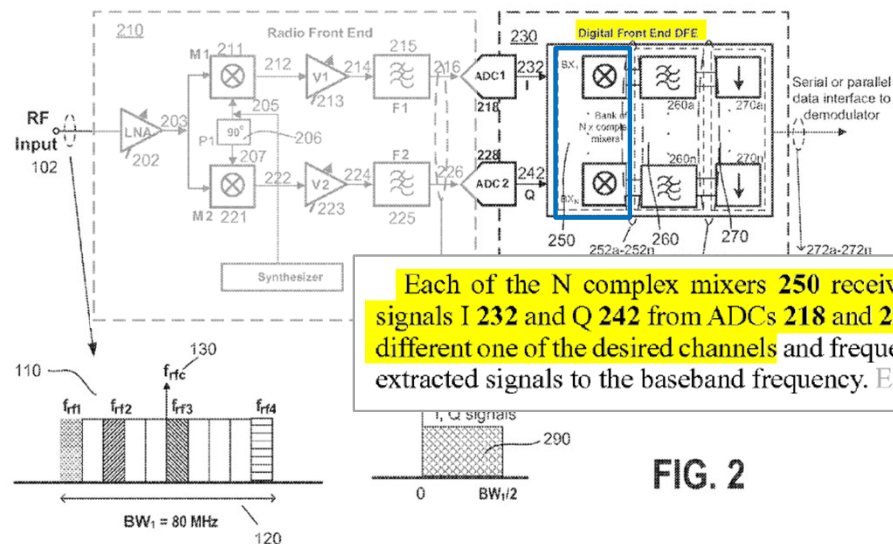 210
Radio Front End
230
Digital Front End DFE
M1
211
212
V1
213
214
215
F1
216
ADC1
218
232
I
BX₁
260a
270a
Serial or parallel
data interface to
demodulator
RF
Input
102
LNA
202
203
205
P1
90°
206
207
Bank of
N x complex
mixers
M2
221
222
V2
223
224
F2
225
226
228
ADC2
242
Q
BXN
260n
270n
250
252a-252n
260
270
272a-272n
Synthesizer
Each of the N complex mixers 250
signals I 232 and Q 242 from ADCs 218 and
different one of the desired channels and
extracted signals to the baseband frequency.
110
130
frfc
frf1
frf2
frf3
frf4
I, Q signals
290
0
BW₁/2
BW₁ = 80 MHz
120
FIG. 2